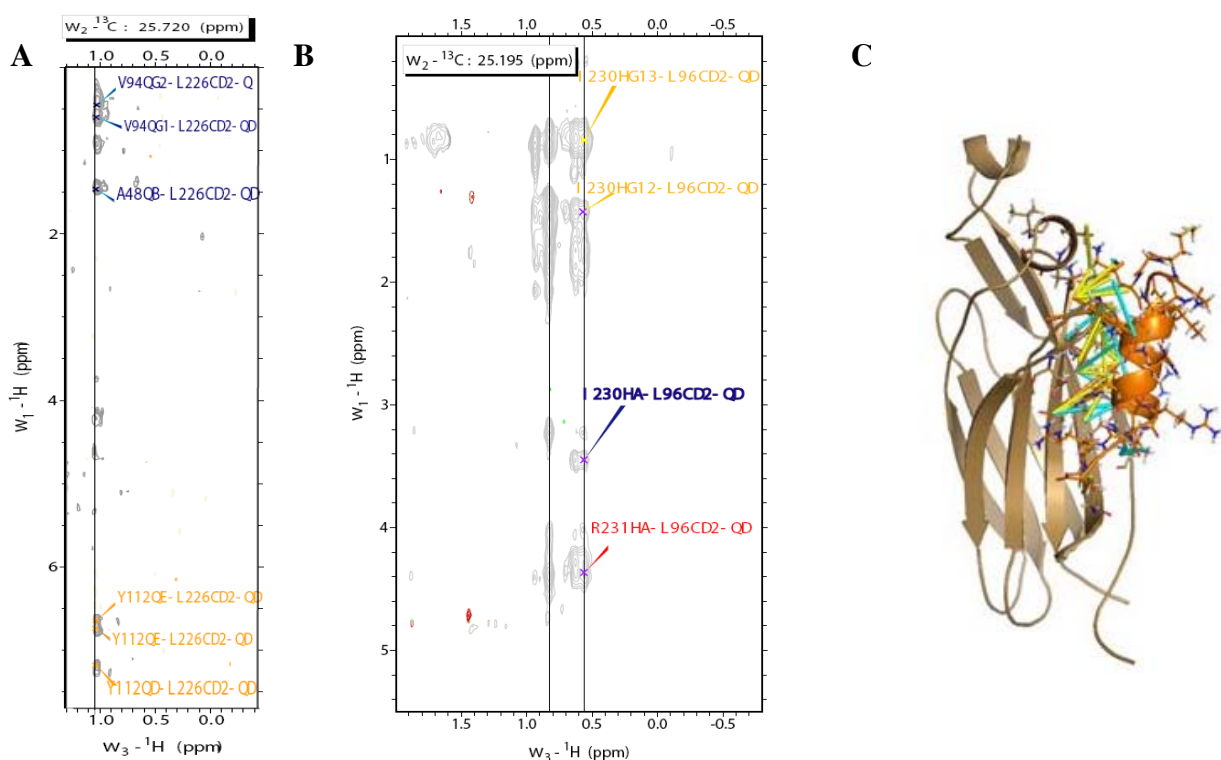 A
W₂ - ¹³C : 25.720 (ppm)
1.0 0.5 0.0
V94QG2- L226CD2- Q
V94QG1- L226CD2- QD
A48QB- L226CD2- QD
2
4
6
Y112QE- L226CD2- QD
Y112QE- L226CD2- QD
Y112QD- L226CD2- QD
1.0 0.5 0.0
W₁ - ¹H (ppm)
W₃ - ¹H (ppm)
B
1.5 1.0 0.5 0.0 -0.5
W₂ - ¹³C : 25.195 (ppm)
I 230HG13- L96CD2- QD
1
I 230HG12- L96CD2- QD
2
3
I 230HA- L96CD2- QD
4
R231HA- L96CD2- QD
5
1.5 1.0 0.5 0.0 -0.5
W₁ - ¹H (ppm)
W₃ - ¹H (ppm)
C